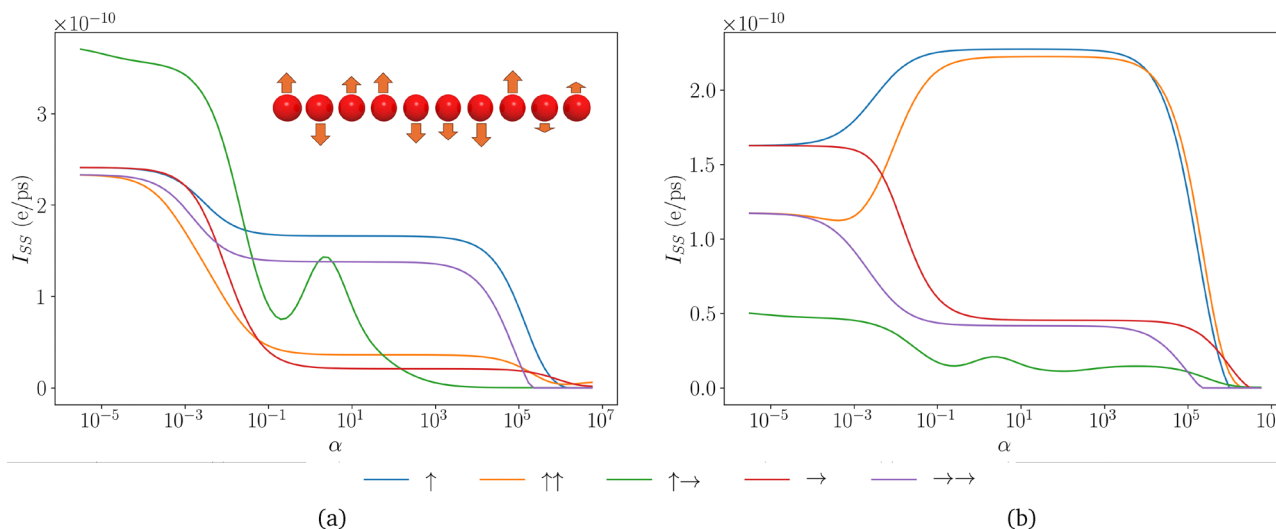 ×10⁻¹⁰ ×10⁻¹⁰
3
2
1
0
I_SS (e/ps)
10⁻⁵ 10⁻³ 10⁻¹ 10¹ 10³ 10⁵ 10⁷
α
2.0
1.5
1.0
0.5
0.0
I_SS (e/ps)
10⁻⁵ 10⁻³ 10⁻¹ 10¹ 10³ 10⁵
α
↑ ↑↑ ↑→ → →→
(a) (b)